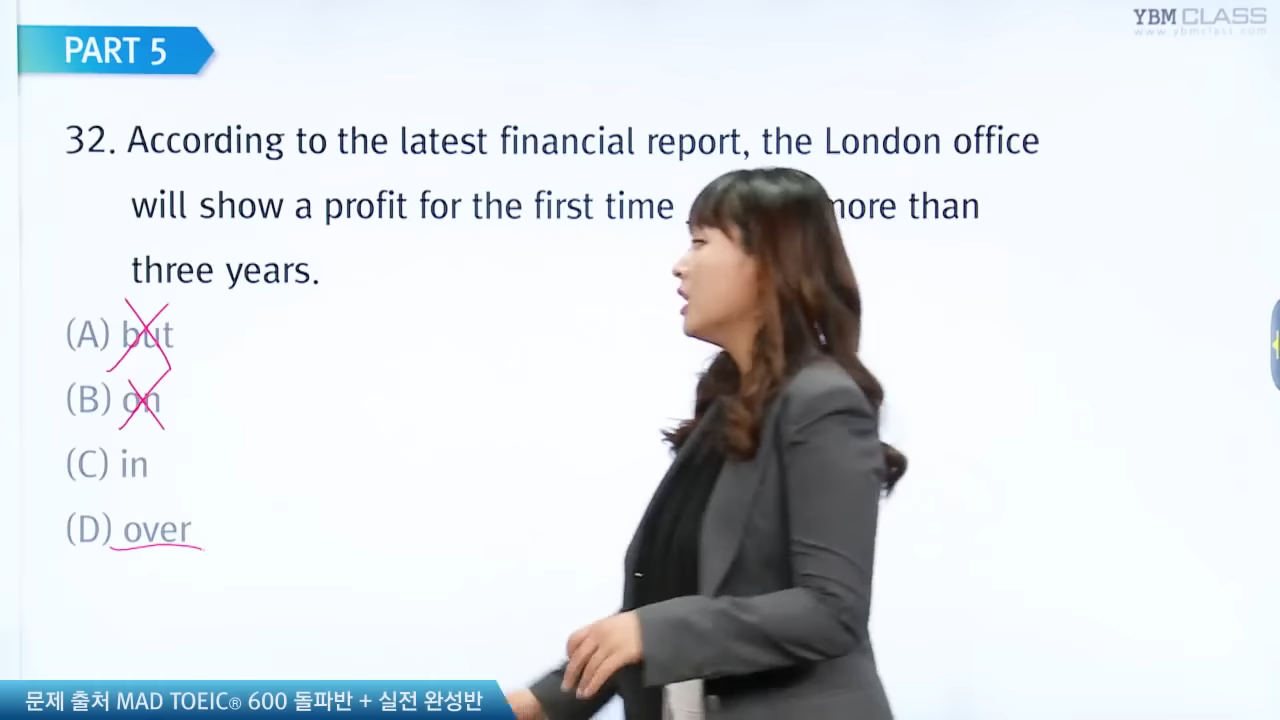 PART 5
YBM CLASS
www.ybmclass.com
32. According to the latest financial report, the London office
will show a profit for the first time more than
three years.
(A) but
(B) on
(C) in
(D) over
문제 출처 MAD TOEIC® 600 돌파반 + 실전 완성반